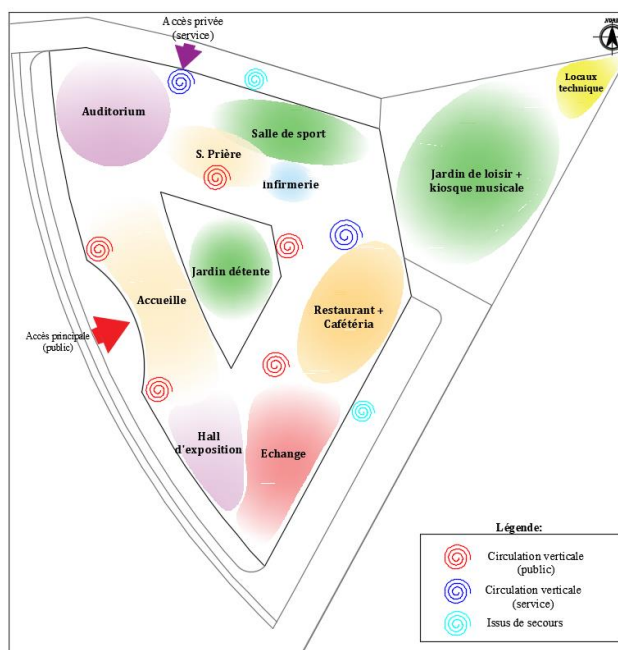 Accès privée
(service)
NORD
Locaux
technique
Auditorium
Salle de sport
S. Prière
infirmerie
Jardin de loisir +
kiosque musicale
Jardin détente
Accueille
Restaurant +
Cafétéria
Accès principale
(public)
Hall
d'exposition
Echange
Légende:
Circulation verticale
(public)
Circulation verticale
(service)
Issus de secours